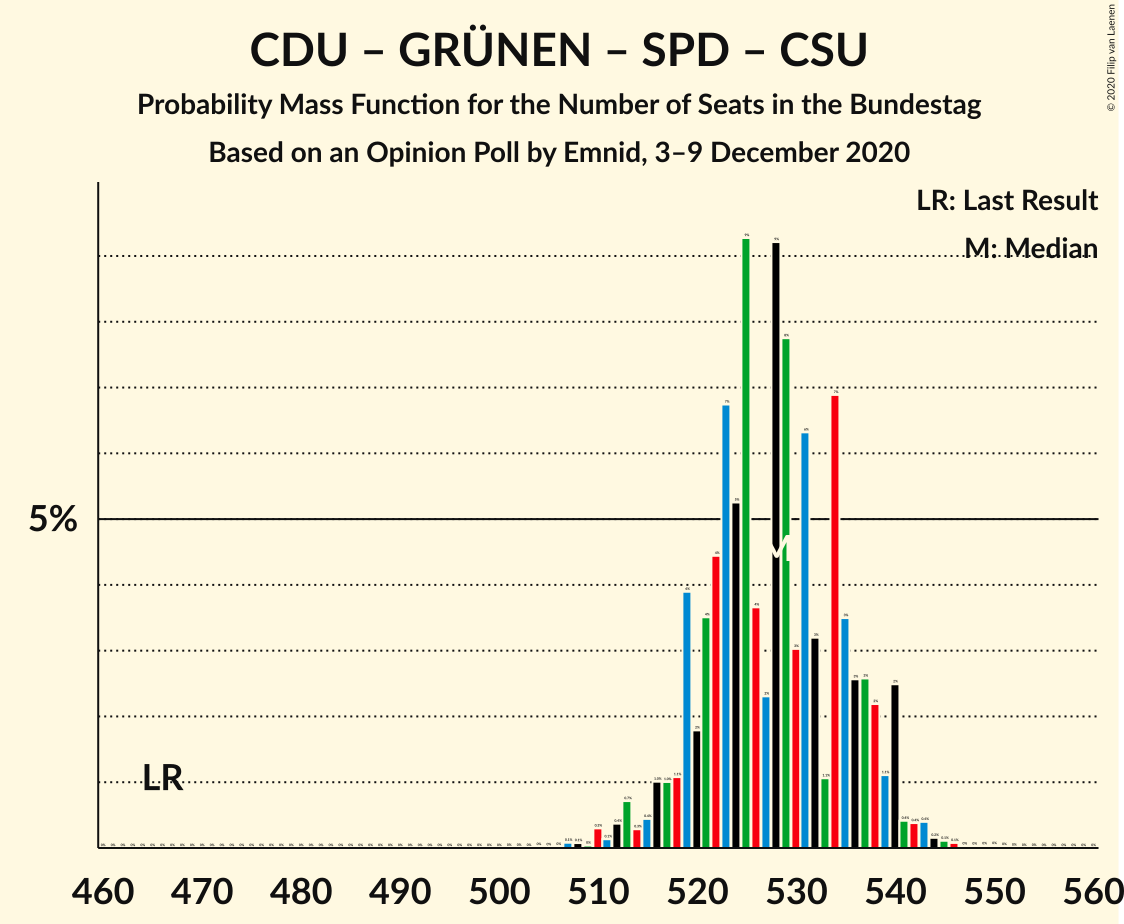 CDU – GRÜNEN – SPD – CSU
Probability Mass Function for the Number of Seats in the Bundestag
Based on an Opinion Poll by Emnid, 3–9 December 2020
© 2020 Filip van Laenen
LR: Last Result
M: Median
5%
LR
M
460 470 480 490 500 510 520 530 540 550 560